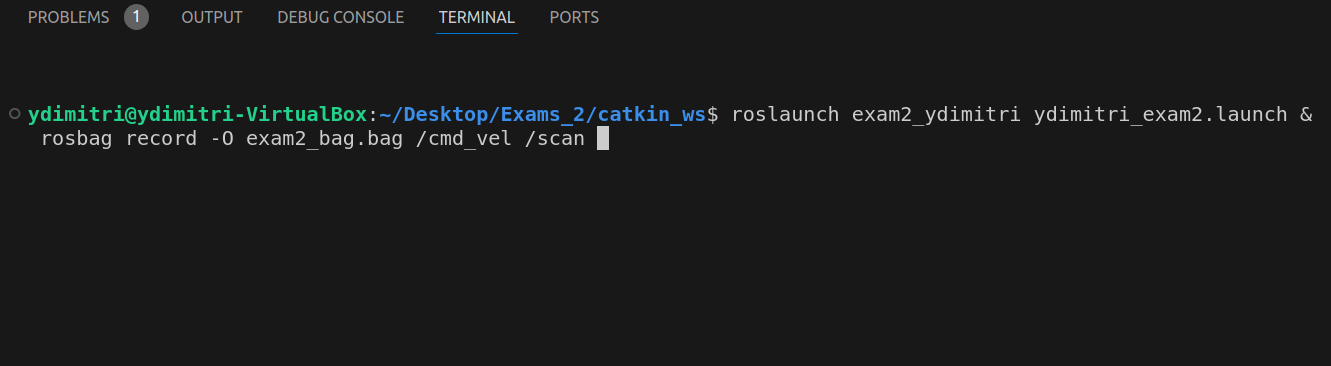 PROBLEMS 1 OUTPUT DEBUG CONSOLE TERMINAL PORTS
ydimitri@ydimitri-VirtualBox:~/Desktop/Exams_2/catkin_ws$ roslaunch exam2_ydimitri ydimitri_exam2.launch &
rosbag record -O exam2_bag.bag /cmd_vel /scan